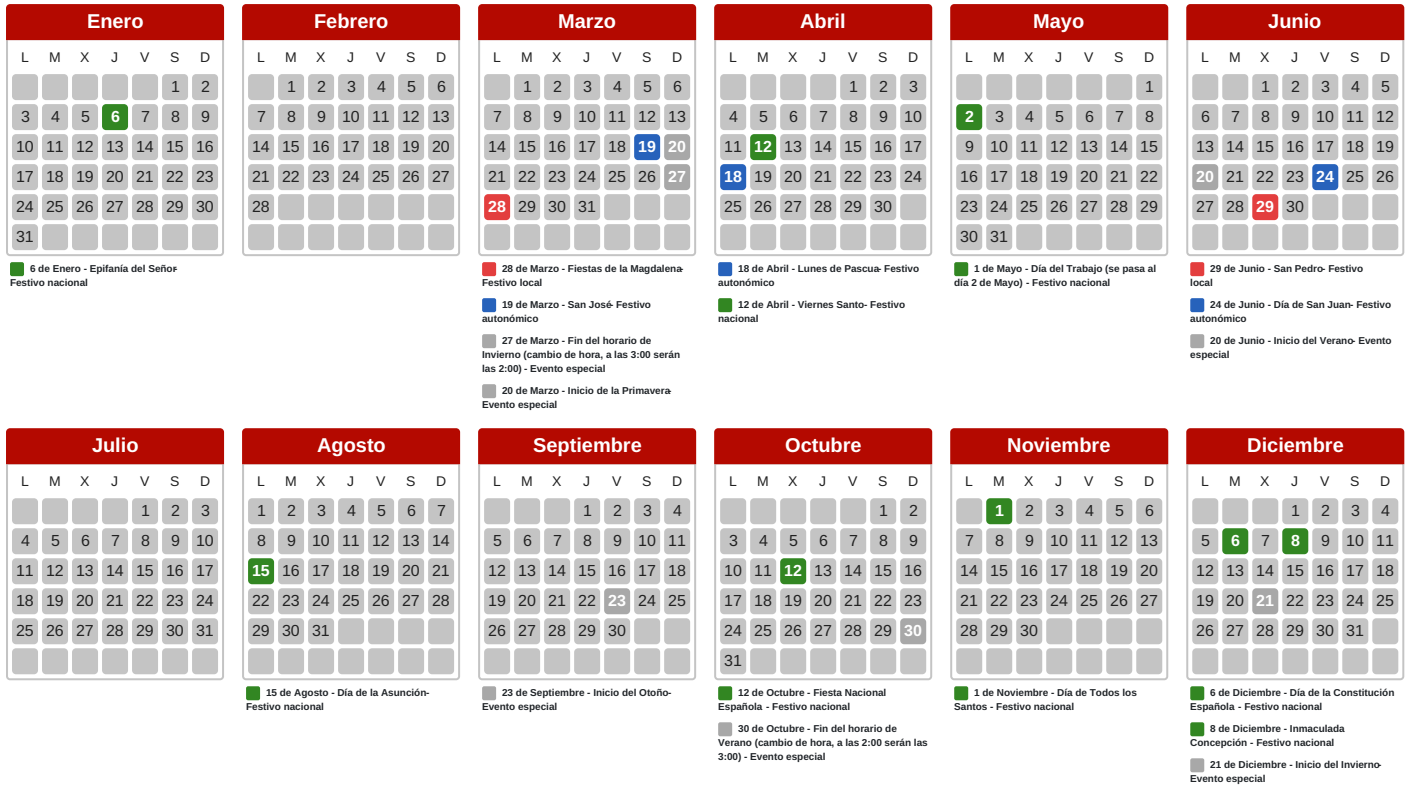 Enero
L M X J V S D
1 2
3 4 5 6 7 8 9
10 11 12 13 14 15 16
17 18 19 20 21 22 23
24 25 26 27 28 29 30
31
6 de Enero - Epifanía del Señor-
Festivo nacional
Febrero
L M X J V S D
1 2 3 4 5 6
7 8 9 10 11 12 13
14 15 16 17 18 19 20
21 22 23 24 25 26 27
28
Marzo
L M X J V S D
1 2 3 4 5 6
7 8 9 10 11 12 13
14 15 16 17 18 19 20
21 22 23 24 25 26 27
28 29 30 31
28 de Marzo - Fiestas de la Magdalena-
Festivo local
19 de Marzo - San José- Festivo
autonómico
27 de Marzo - Fin del horario de
Invierno (cambio de hora, a las 3:00 serán
las 2:00) - Evento especial
20 de Marzo - Inicio de la Primavera-
Evento especial
Abril
L M X J V S D
1 2 3
4 5 6 7 8 9 10
11 12 13 14 15 16 17
18 19 20 21 22 23 24
25 26 27 28 29 30
18 de Abril - Lunes de Pascua- Festivo
autonómico
12 de Abril - Viernes Santo- Festivo
nacional
Mayo
L M X J V S D
1
2 3 4 5 6 7 8
9 10 11 12 13 14 15
16 17 18 19 20 21 22
23 24 25 26 27 28 29
30 31
1 de Mayo - Día del Trabajo (se pasa al
día 2 de Mayo) - Festivo nacional
Junio
L M X J V S D
1 2 3 4 5
6 7 8 9 10 11 12
13 14 15 16 17 18 19
20 21 22 23 24 25 26
27 28 29 30
29 de Junio - San Pedro- Festivo
local
24 de Junio - Día de San Juan- Festivo
autonómico
20 de Junio - Inicio del Verano- Evento
especial
Julio
L M X J V S D
1 2 3
4 5 6 7 8 9 10
11 12 13 14 15 16 17
18 19 20 21 22 23 24
25 26 27 28 29 30 31
Agosto
L M X J V S D
1 2 3 4 5 6 7
8 9 10 11 12 13 14
15 16 17 18 19 20 21
22 23 24 25 26 27 28
29 30 31
15 de Agosto - Día de la Asunción-
Festivo nacional
Septiembre
L M X J V S D
1 2 3 4
5 6 7 8 9 10 11
12 13 14 15 16 17 18
19 20 21 22 23 24 25
26 27 28 29 30
23 de Septiembre - Inicio del Otoño-
Evento especial
Octubre
L M X J V S D
1 2
3 4 5 6 7 8 9
10 11 12 13 14 15 16
17 18 19 20 21 22 23
24 25 26 27 28 29 30
31
12 de Octubre - Fiesta Nacional
Española - Festivo nacional
30 de Octubre - Fin del horario de
Verano (cambio de hora, a las 2:00 serán las
3:00) - Evento especial
Noviembre
L M X J V S D
1 2 3 4 5 6
7 8 9 10 11 12 13
14 15 16 17 18 19 20
21 22 23 24 25 26 27
28 29 30
1 de Noviembre - Día de Todos los
Santos - Festivo nacional
Diciembre
L M X J V S D
1 2 3 4
5 6 7 8 9 10 11
12 13 14 15 16 17 18
19 20 21 22 23 24 25
26 27 28 29 30 31
6 de Diciembre - Día de la Constitución
Española - Festivo nacional
8 de Diciembre - Inmaculada
Concepción - Festivo nacional
21 de Diciembre - Inicio del Invierno-
Evento especial